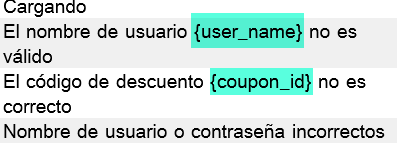 Cargando
El nombre de usuario {user_name} no es
válido
El código de descuento {coupon_id} no es
correcto
Nombre de usuario o contraseña incorrectos